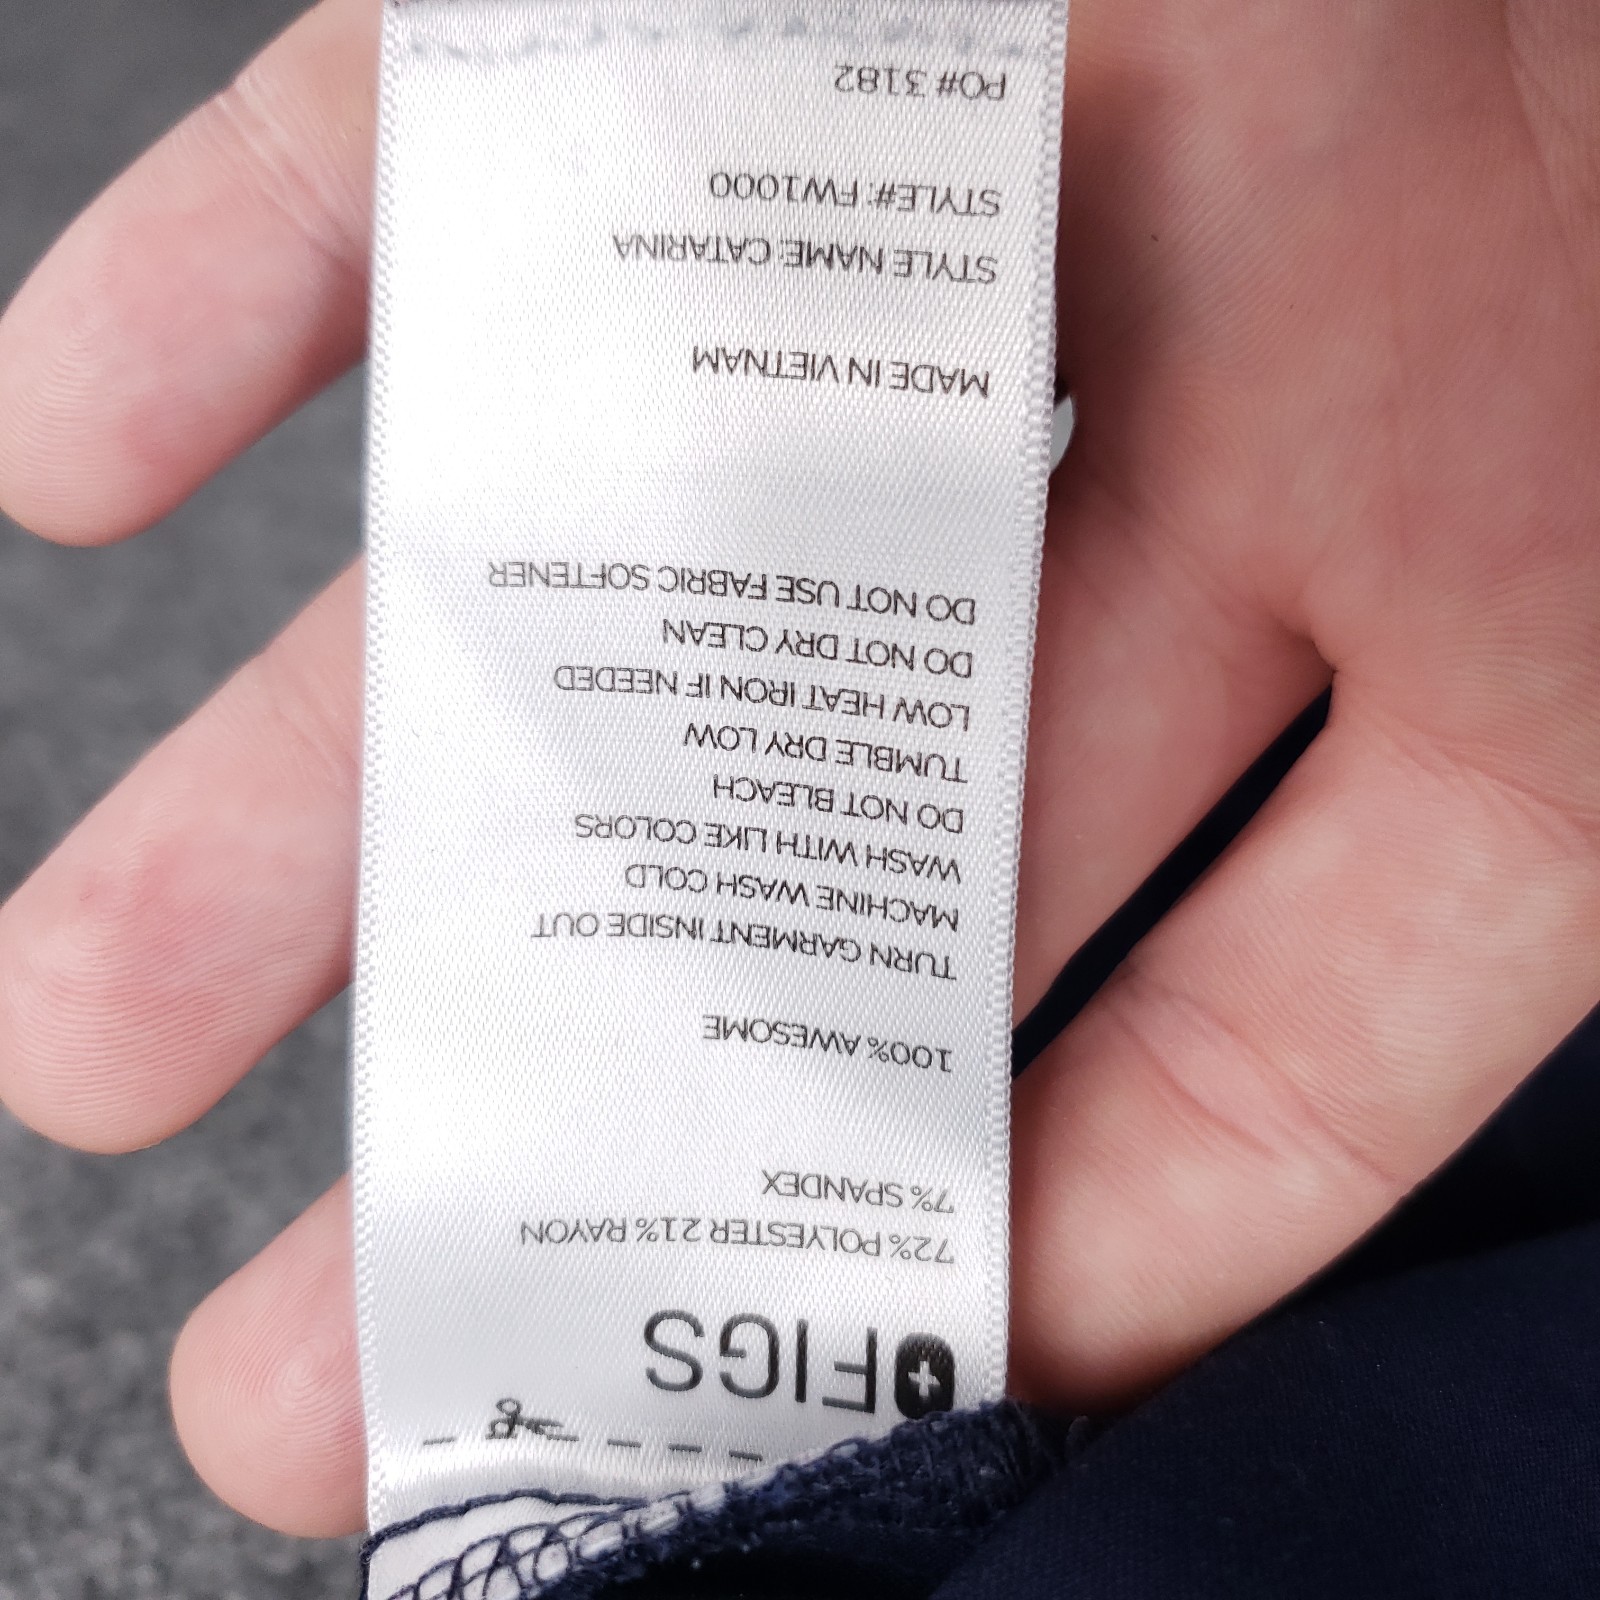 FIGS
72% POLYESTER 21% RAYON
7% SPANDEX
100% AWESOME
TURN GARMENT INSIDE OUT
MACHINE WASH COLD
WASH WITH LIKE COLORS
DO NOT BLEACH
TUMBLE DRY LOW
LOW HEAT IRON IF NEEDED
DO NOT DRY CLEAN
DO NOT USE FABRIC SOFTENER
MADE IN VIETNAM
STYLE NAME: CATARINA
STYLE#: FW1000
PO# 3182